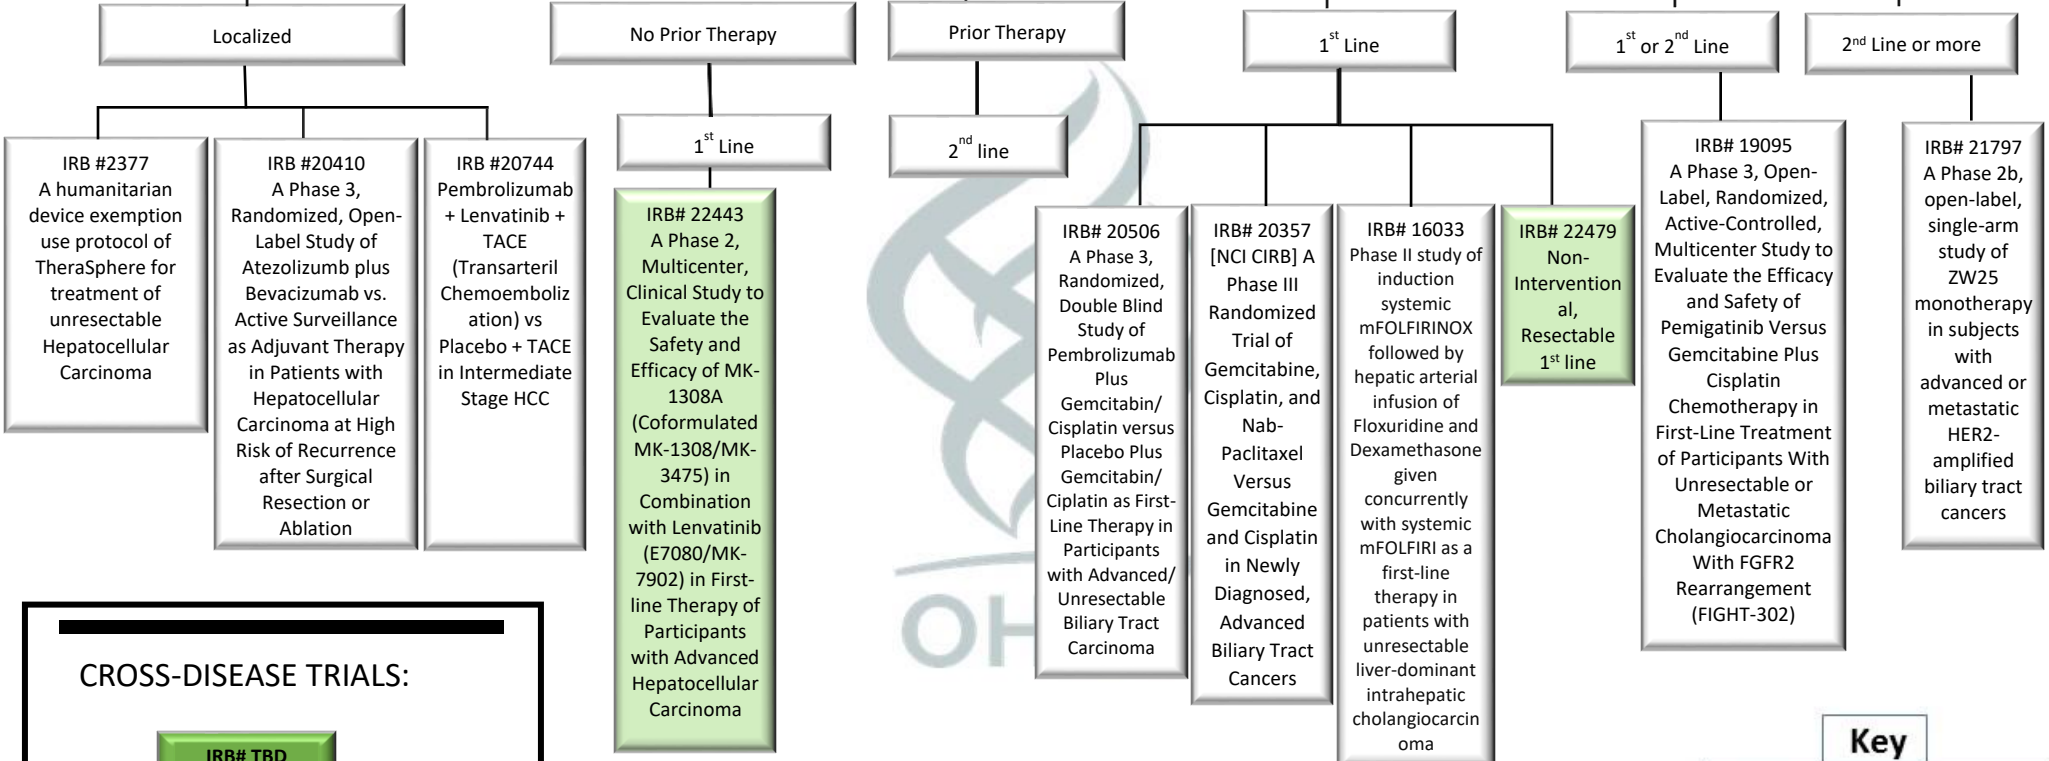 Localized
No Prior Therapy
Prior Therapy
1st Line
1st or 2nd Line
2nd Line or more
1st Line
2nd line
IRB #2377
A humanitarian
device exemption
use protocol of
TheraSphere for
treatment of
unresectable
Hepatocellular
Carcinoma
IRB #20410
A Phase 3,
Randomized, Open-
Label Study of
Atezolizumb plus
Bevacizumab vs.
Active Surveillance
as Adjuvant Therapy
in Patients with
Hepatocellular
Carcinoma at High
Risk of Recurrence
after Surgical
Resection or
Ablation
IRB #20744
Pembrolizumab
+ Lenvatinib +
TACE
(Transarteril
Chemoemboliz
ation) vs
Placebo + TACE
in Intermediate
Stage HCC
IRB# 22443
A Phase 2,
Multicenter,
Clinical Study to
Evaluate the
Safety and
Efficacy of MK-
1308A
(Coformulated
MK-1308/MK-
3475) in
Combination
with Lenvatinib
(E7080/MK-
7902) in First-
line Therapy of
Participants
with Advanced
Hepatocellular
Carcinoma
IRB# 20506
A Phase 3,
Randomized,
Double Blind
Study of
Pembrolizumab
Plus
Gemcitabin/
Cisplatin versus
Placebo Plus
Gemcitabin/
Ciplatin as First-
Line Therapy in
Participants
with Advanced/
Unresectable
Biliary Tract
Carcinoma
IRB# 20357
[NCI CIRB] A
Phase III
Randomized
Trial of
Gemcitabine,
Cisplatin, and
Nab-
Paclitaxel
Versus
Gemcitabine
and Cisplatin
in Newly
Diagnosed,
Advanced
Biliary Tract
Cancers
IRB# 16033
Phase II study of
induction
systemic
mFOLFIRINOX
followed by
hepatic arterial
infusion of
Floxuridine and
Dexamethasone
given
concurrently
with systemic
mFOLFIRI as a
first-line
therapy in
patients with
unresectable
liver-dominant
intrahepatic
cholangiocarcin
oma
IRB# 22479
Non-
Intervention
al,
Resectable
1st line
IRB# 19095
A Phase 3, Open-
Label, Randomized,
Active-Controlled,
Multicenter Study to
Evaluate the Efficacy
and Safety of
Pemigatinib Versus
Gemcitabine Plus
Cisplatin
Chemotherapy in
First-Line Treatment
of Participants With
Unresectable or
Metastatic
Cholangiocarcinoma
With FGFR2
Rearrangement
(FIGHT-302)
IRB# 21797
A Phase 2b,
open-label,
single-arm
study of
ZW25
monotherapy
in subjects
with
advanced or
metastatic
HER2-
amplified
biliary tract
cancers
CROSS-DISEASE TRIALS:
IRB# TBD
OH
Key